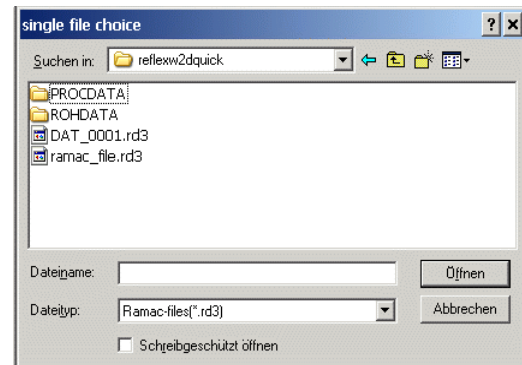 single file choice
Suchen in: reflexw2dquick
PROCDATA
ROHDATA
DAT_0001.rd3
ramac_file.rd3
Dateiname: Öffnen
Dateityp: Ramac-files(*.rd3) Abbrechen
Schreibgeschützt öffnen